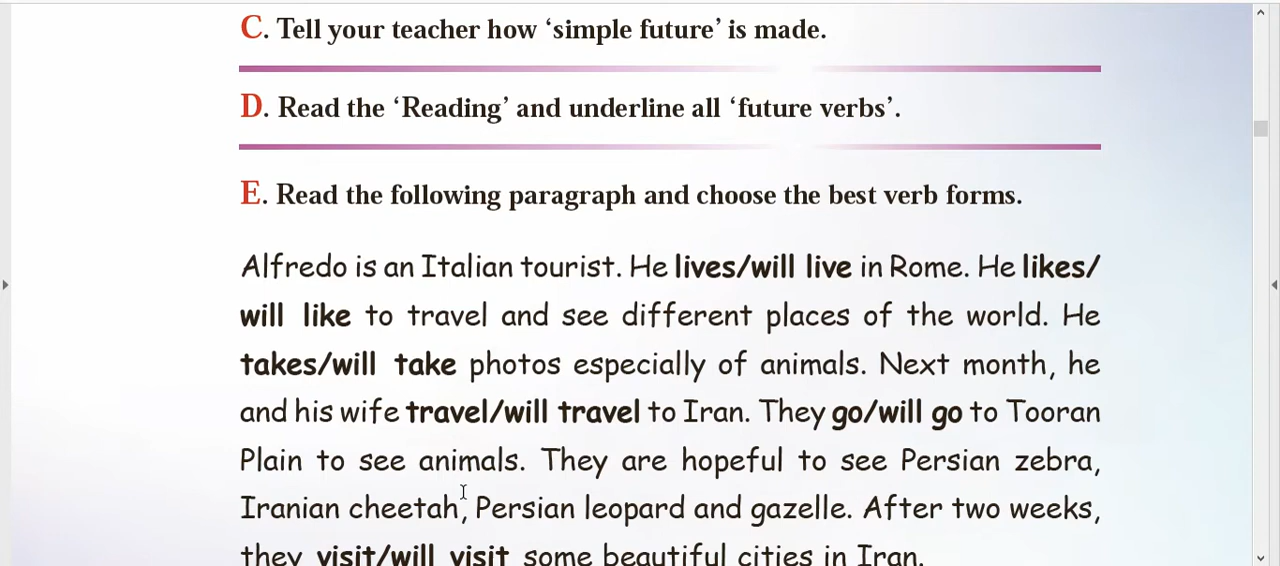 C. Tell your teacher how ‘simple future’ is made.
D. Read the ‘Reading’ and underline all ‘future verbs’.
E. Read the following paragraph and choose the best verb forms.
Alfredo is an Italian tourist. He lives/will live in Rome. He likes/
will like to travel and see different places of the world. He
takes/will take photos especially of animals. Next month, he
and his wife travel/will travel to Iran. They go/will go to Tooran
Plain to see animals. They are hopeful to see Persian zebra,
Iranian cheetah, Persian leopard and gazelle. After two weeks,
they visit/will visit some beautiful cities in Iran.